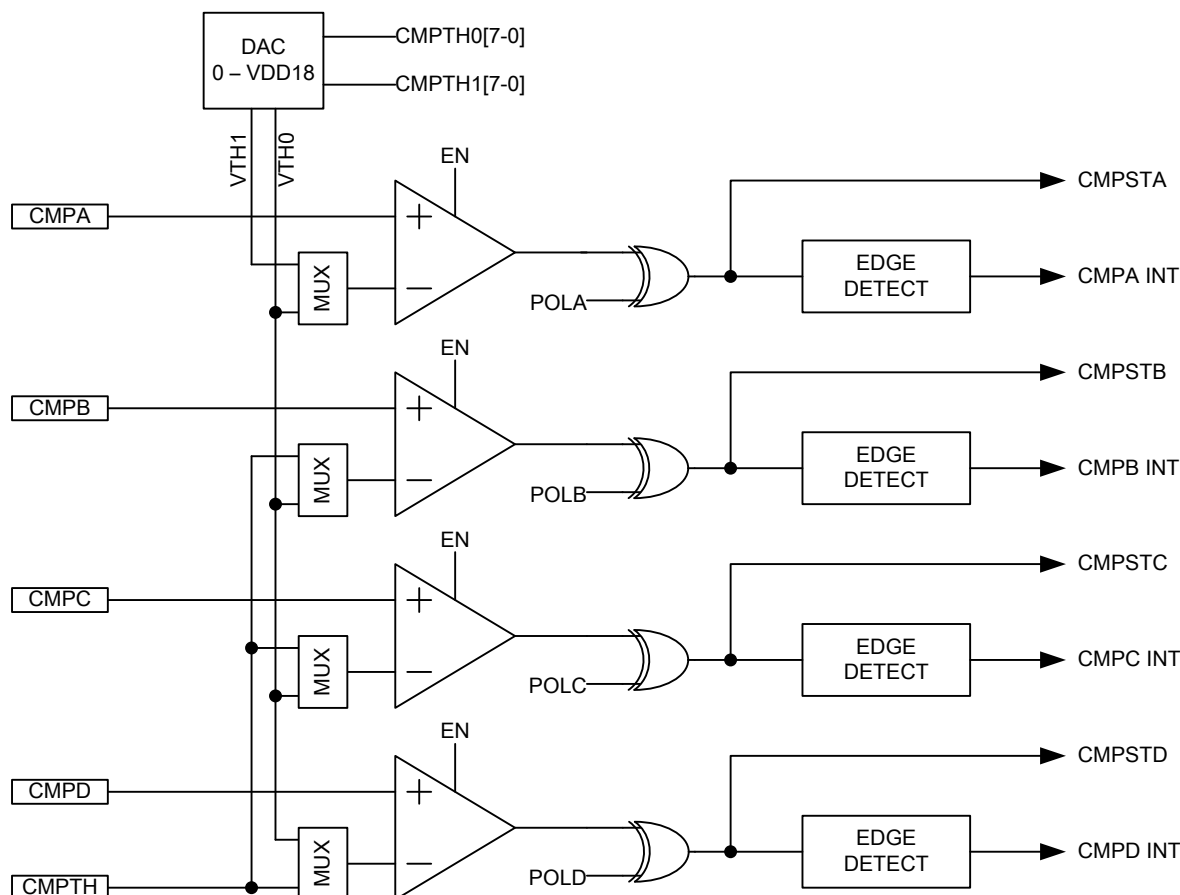 DAC
0 – VDD18
CMPTH0[7-0]
CMPTH1[7-0]
VTH1
VTH0
EN
CMPSTA
CMPA
+
MUX
−
POLA
EDGE
DETECT
CMPA INT
EN
CMPSTB
CMPB
+
MUX
−
POLB
EDGE
DETECT
CMPB INT
EN
CMPSTC
CMPC
+
MUX
−
POLC
EDGE
DETECT
CMPC INT
EN
CMPSTD
CMPD
+
MUX
−
POLD
EDGE
DETECT
CMPD INT
CMPTH